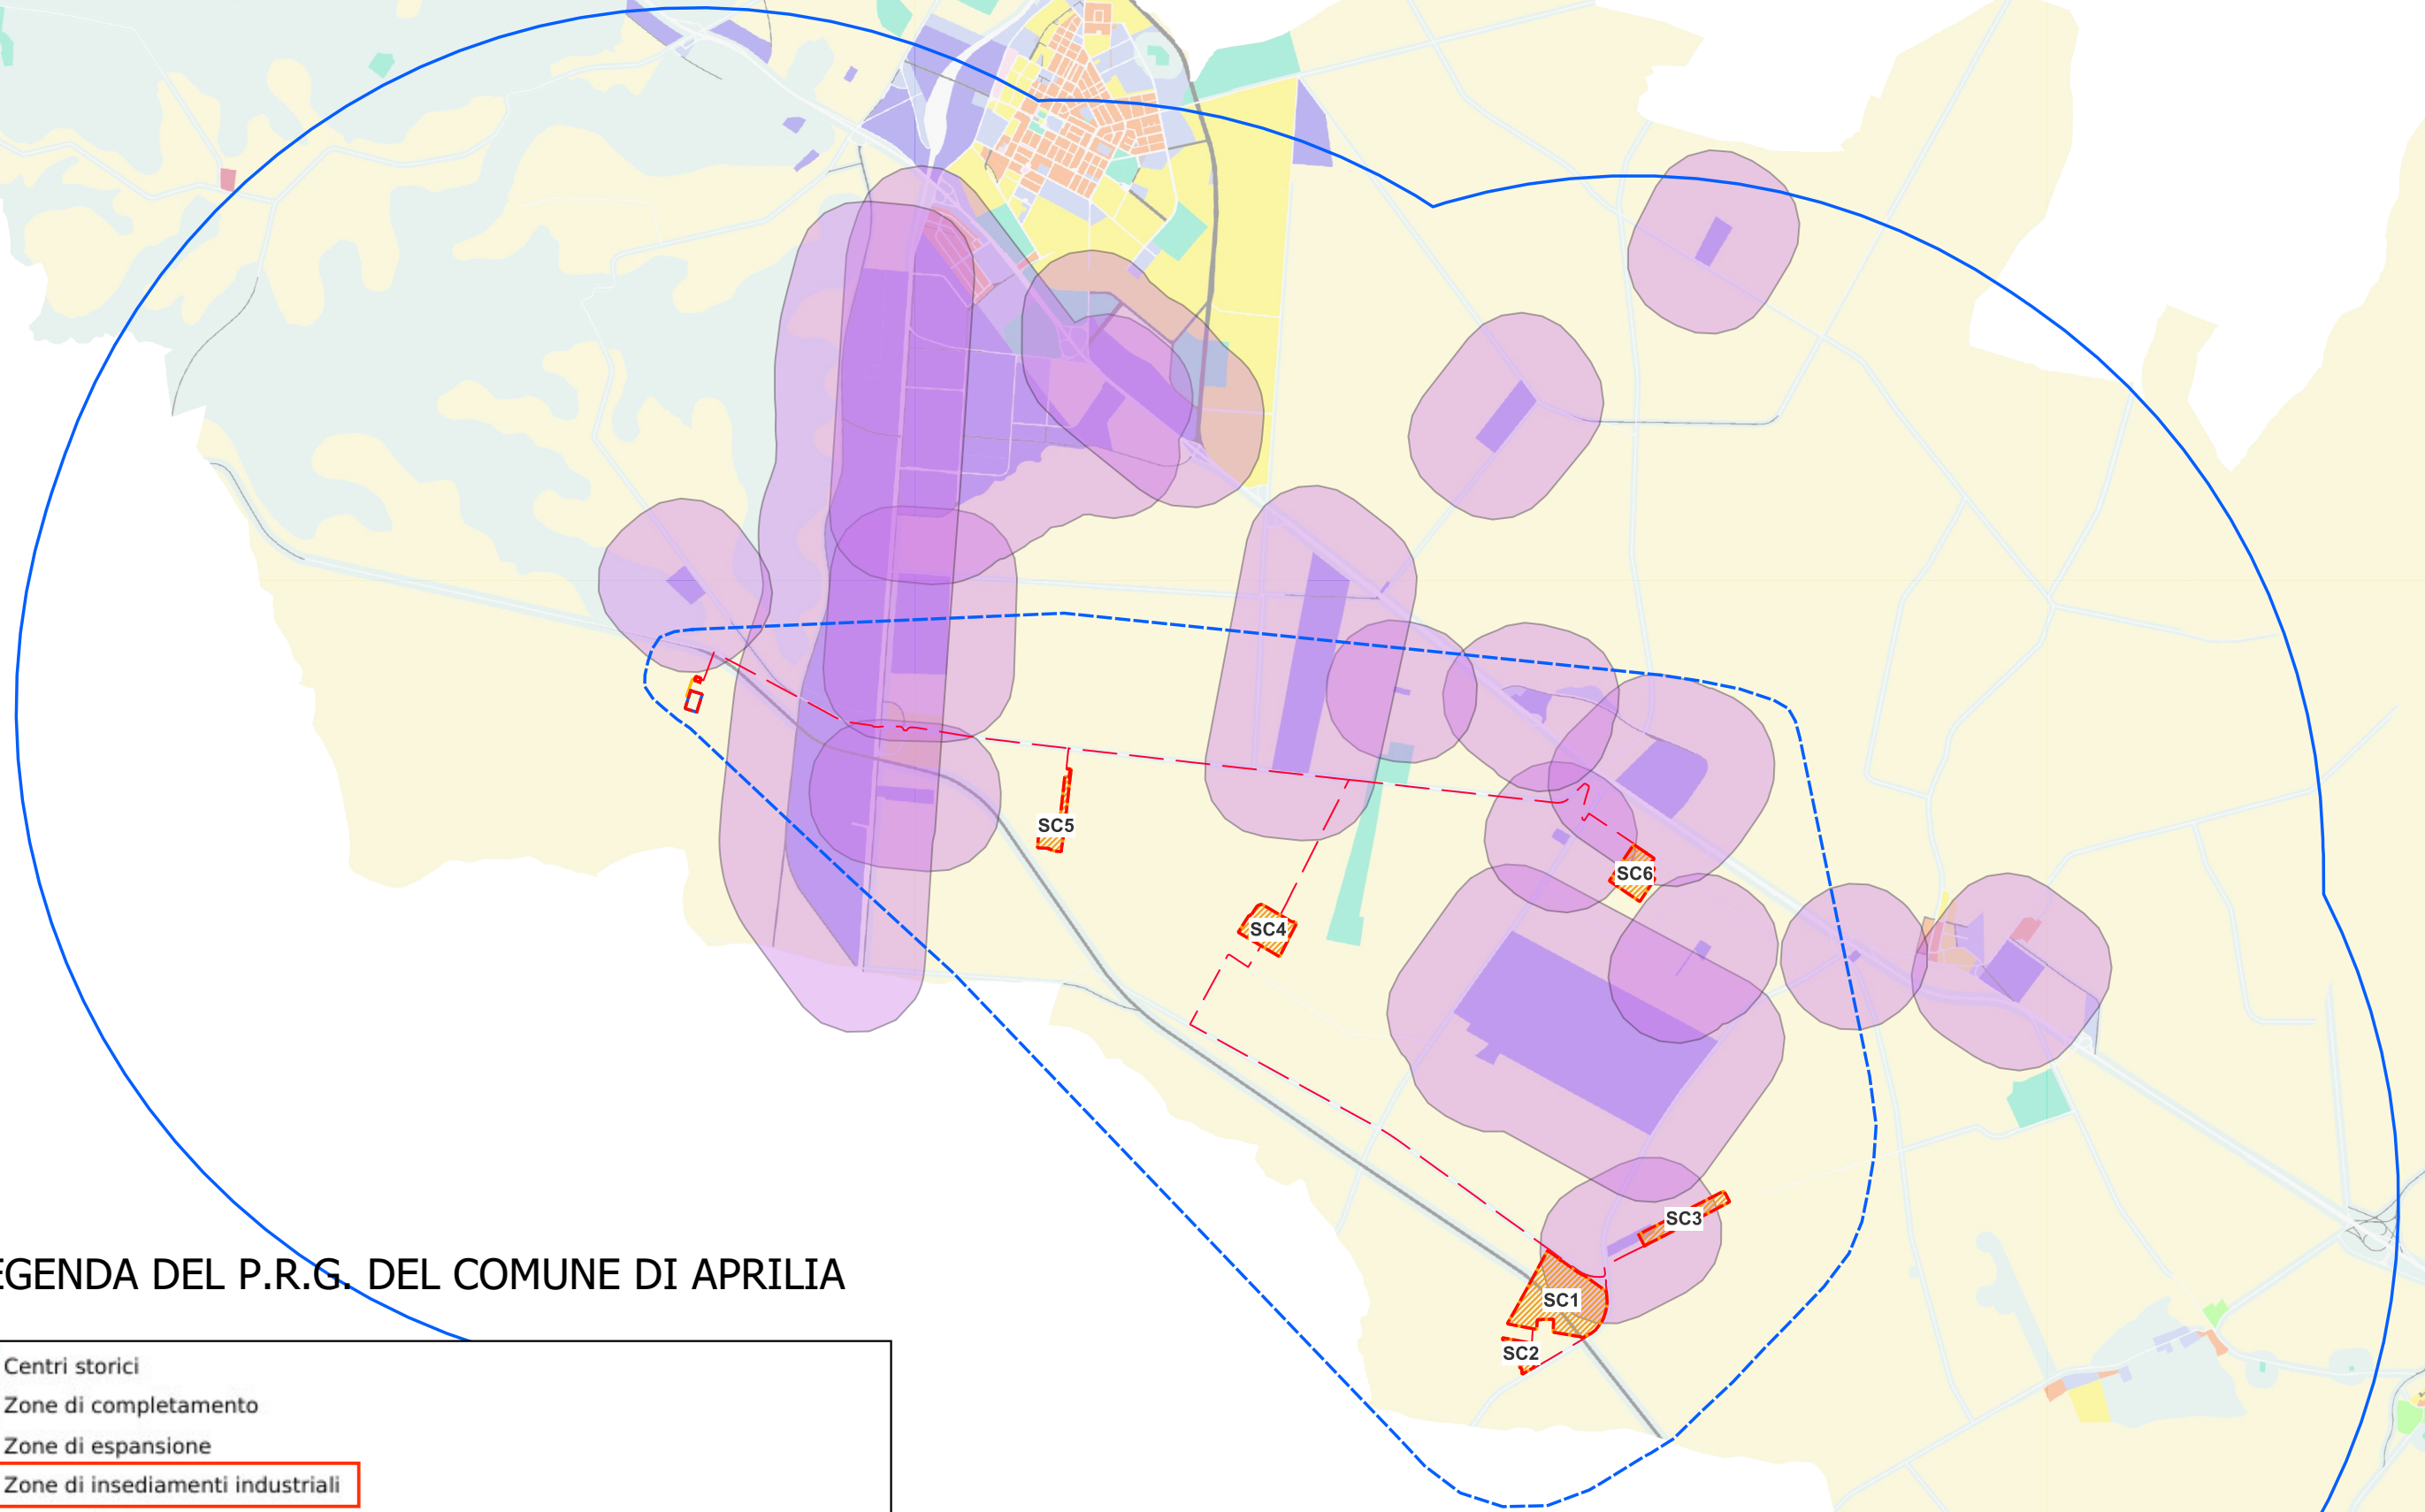 SC5
SC6
SC4
SC3
SC1
SC2
EGENDA DEL P.R.G. DEL COMUNE DI APRILIA
Centri storici
Zone di completamento
Zone di espansione
Zone di insediamenti industriali